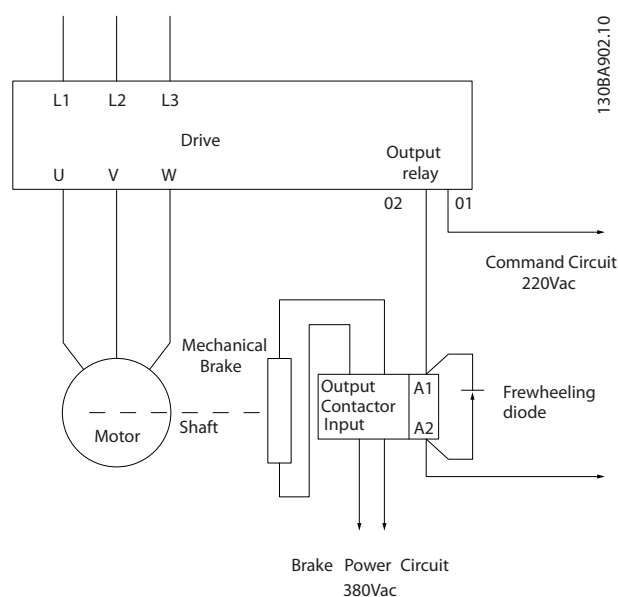 130BA902.10
L1 L2 L3
Drive
Output
relay
U V W
02 01
Command Circuit
220Vac
Mechanical
Brake
Output
Contactor
Input
A1
A2
Frewheeling
diode
Shaft
Motor
Brake Power Circuit
380Vac